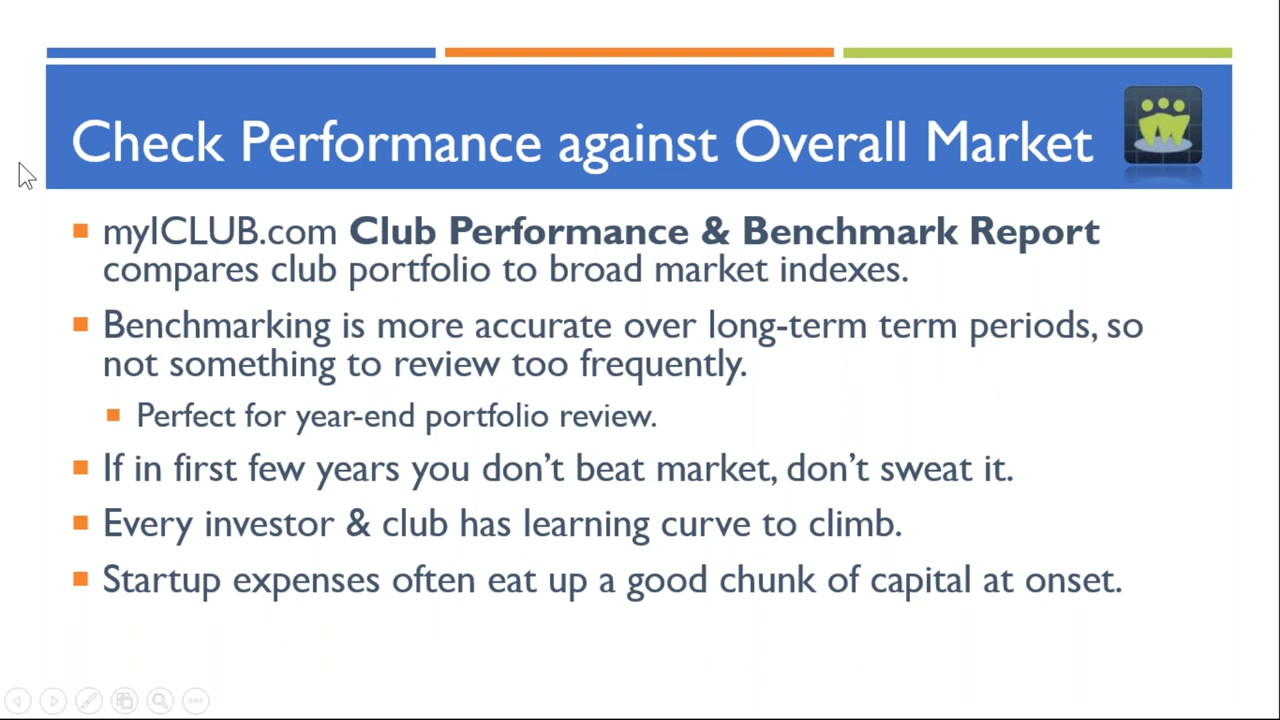 Check Performance against Overall Market
myICLUB.com Club Performance & Benchmark Report
compares club portfolio to broad market indexes.
Benchmarking is more accurate over long-term term periods, so
not something to review too frequently.
Perfect for year-end portfolio review.
If in first few years you don’t beat market, don’t sweat it.
Every investor & club has learning curve to climb.
Startup expenses often eat up a good chunk of capital at onset.